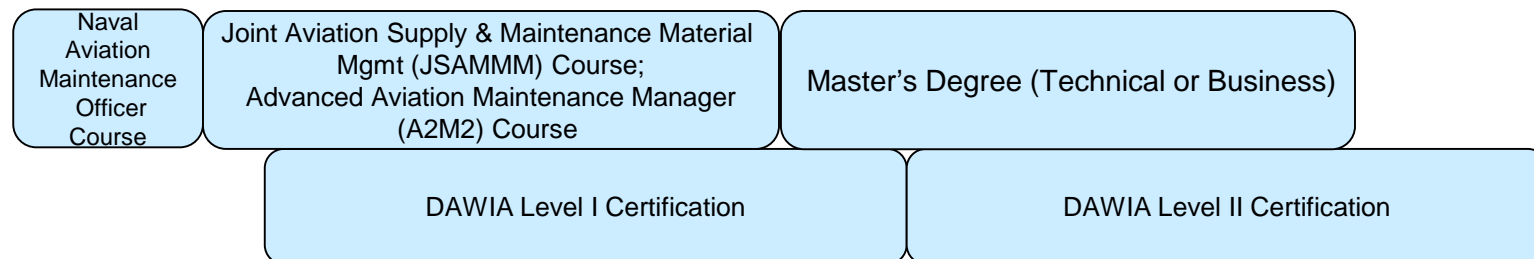 Naval
Aviation
Maintenance
Officer
Course
Joint Aviation Supply & Maintenance Material
Mgmt (JSAMMM) Course;
Advanced Aviation Maintenance Manager
(A2M2) Course
Master’s Degree (Technical or Business)
DAWIA Level I Certification
DAWIA Level II Certification